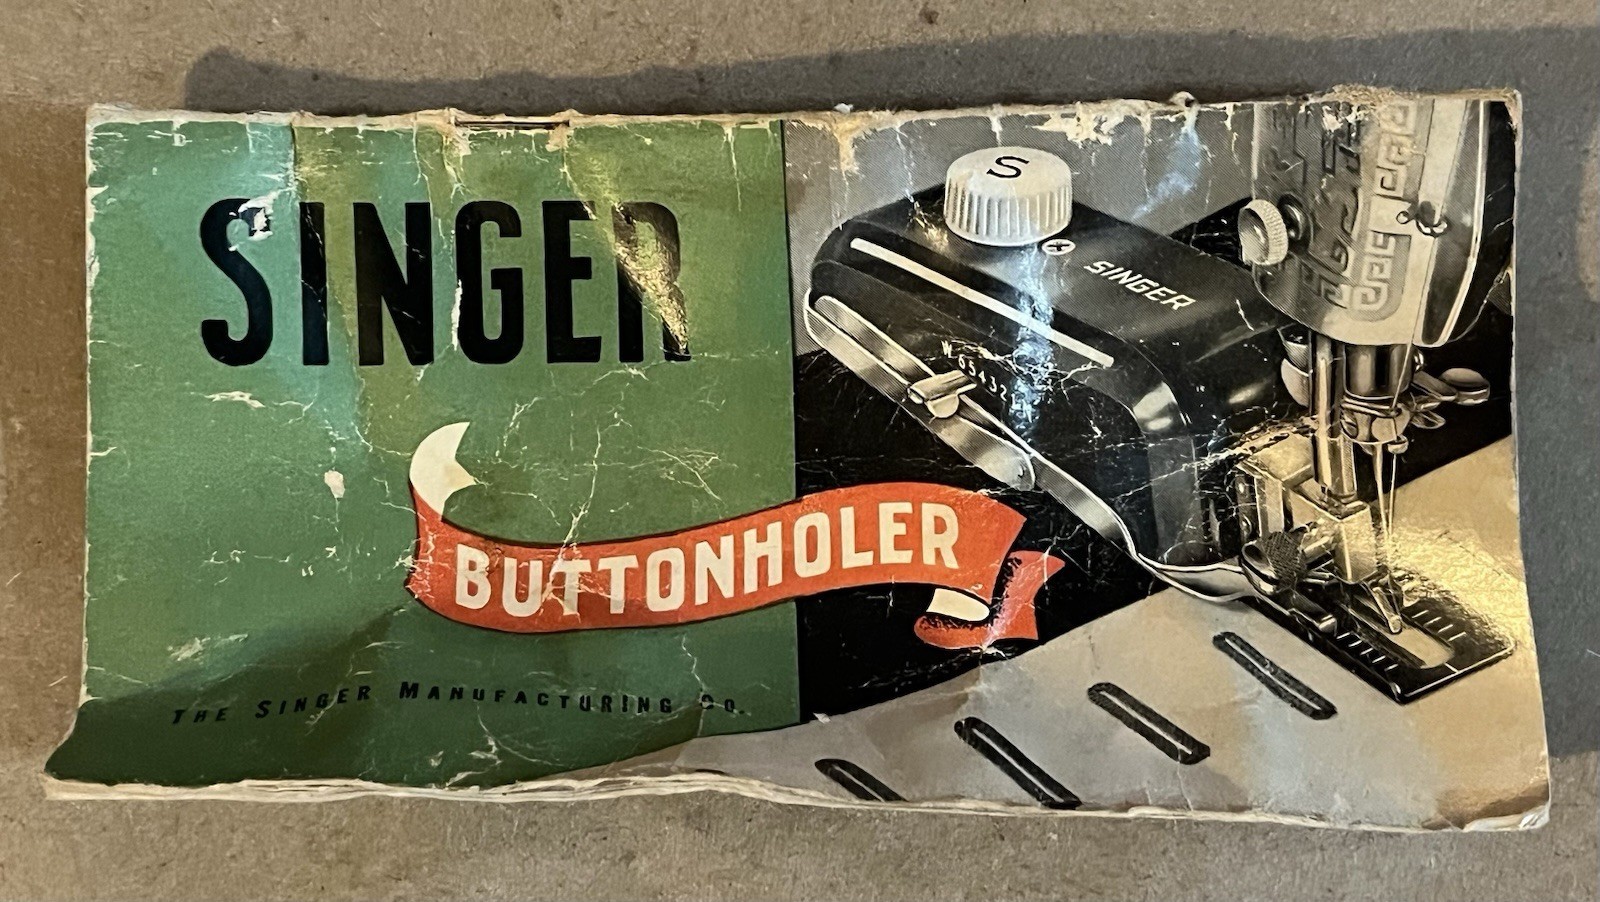 SINGER
BUTTONHOLER
THE SINGER MANUFACTURING CO.
S
SINGER
W 65432